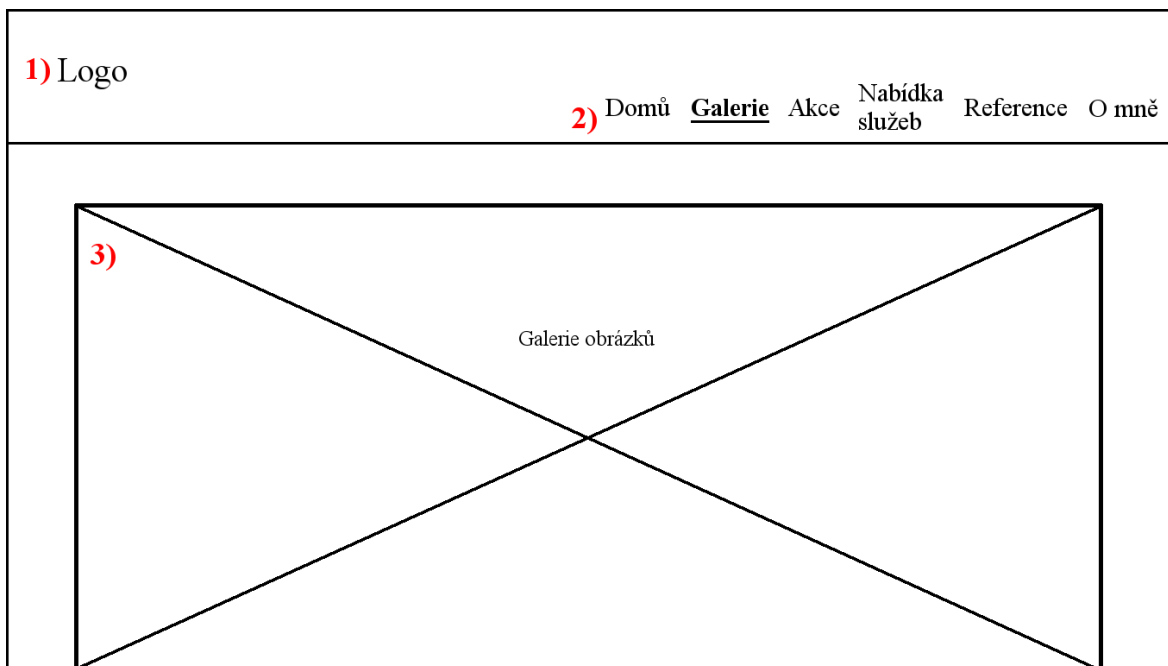 1) Logo
2) Domů Galerie Akce Nabídka služeb Reference O mně
3)
Galerie obrázků